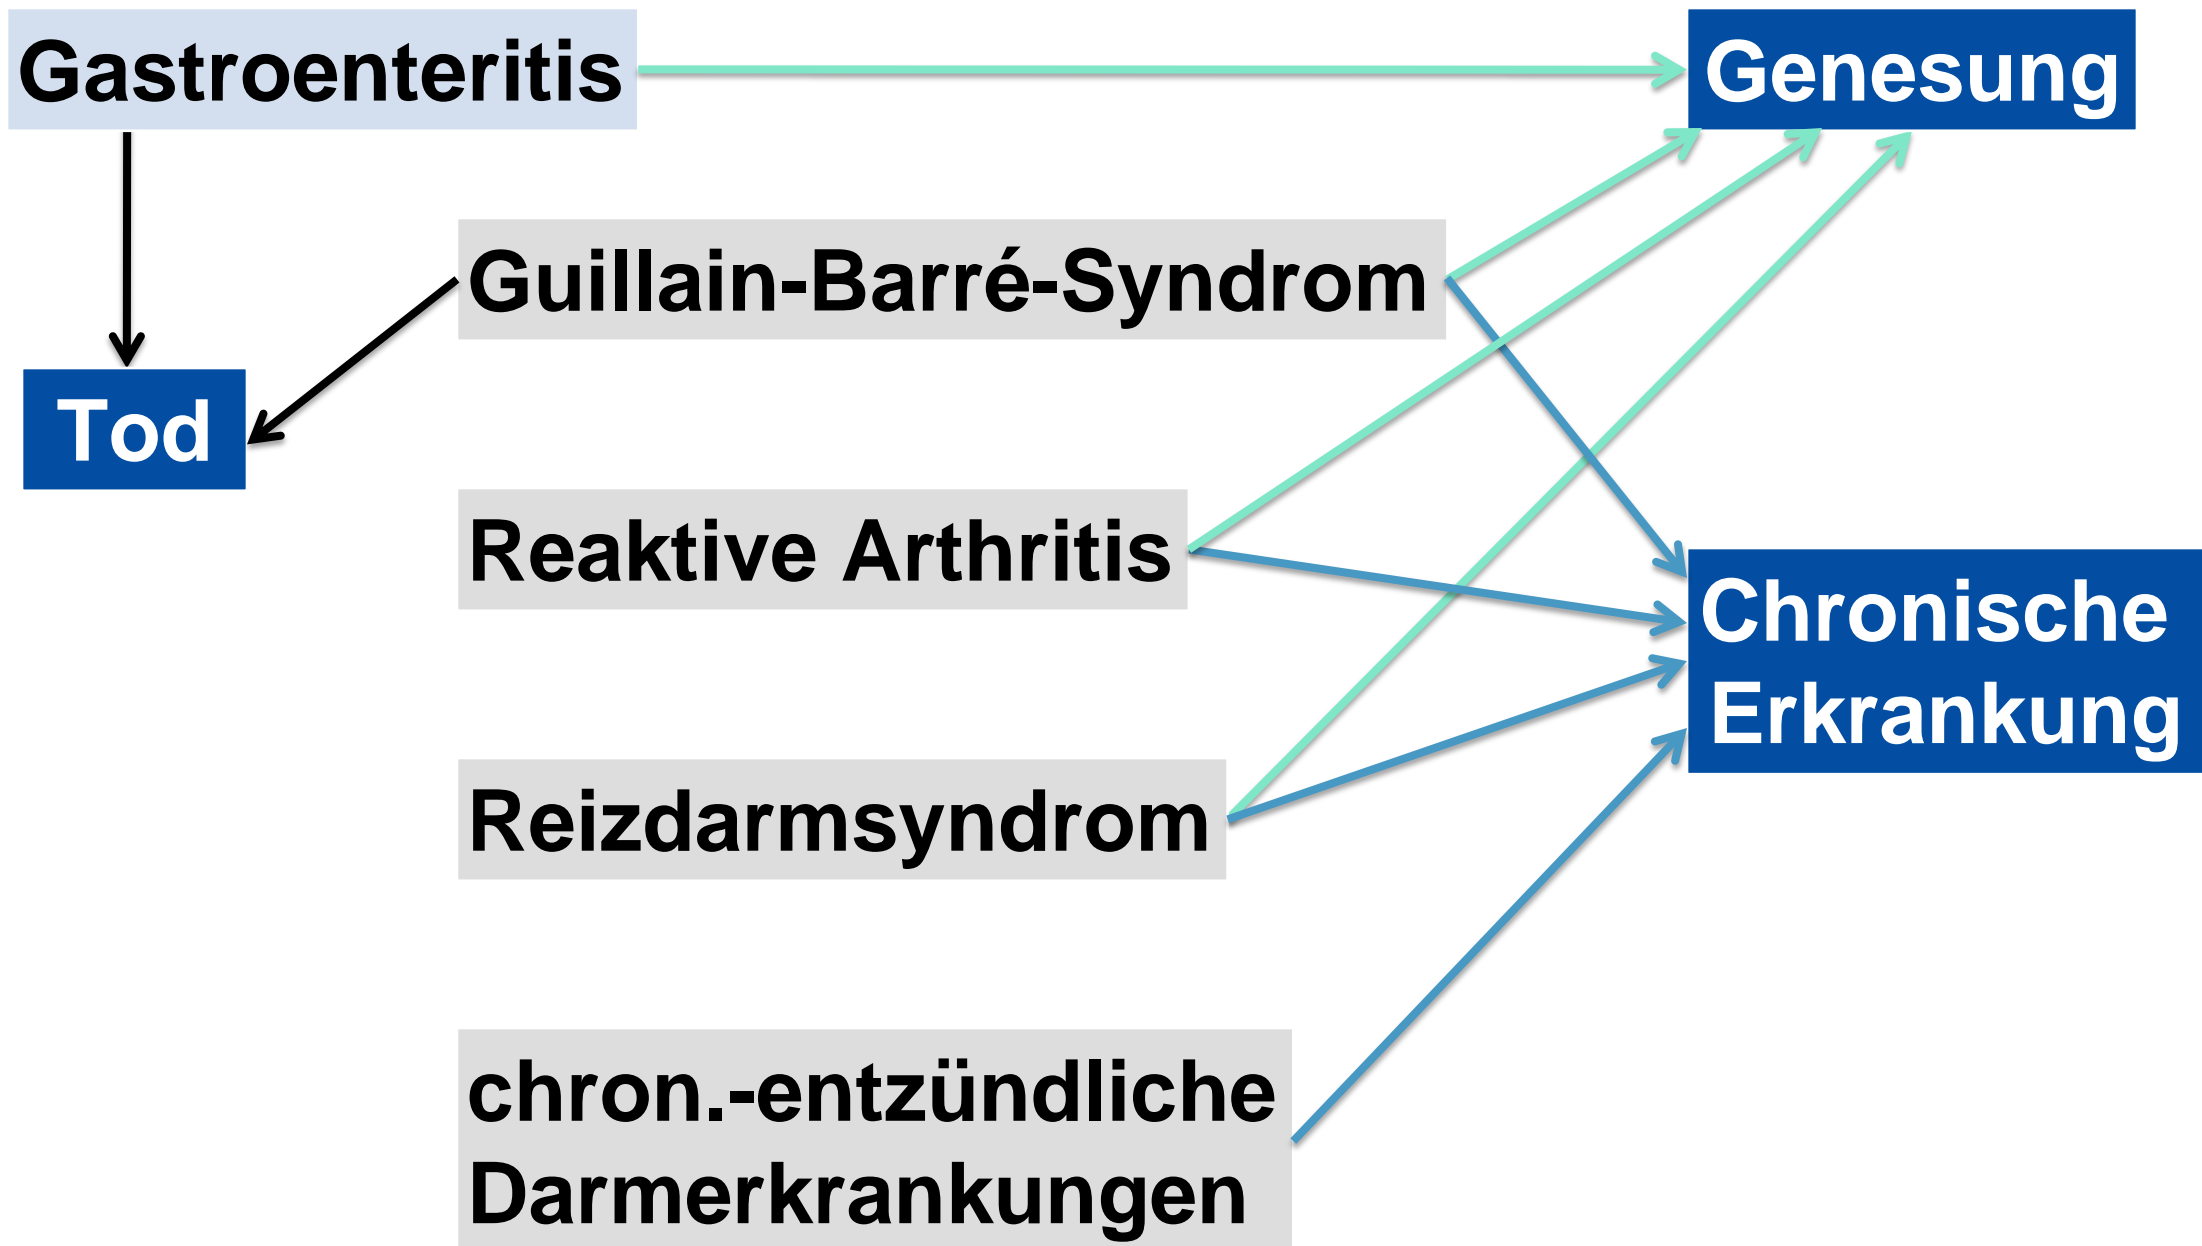 Gastroenteritis
Genesung
Guillain-Barré-Syndrom
Tod
Reaktive Arthritis
Chronische
Erkrankung
Reizdarmsyndrom
chron.-entzündliche
Darmerkrankungen